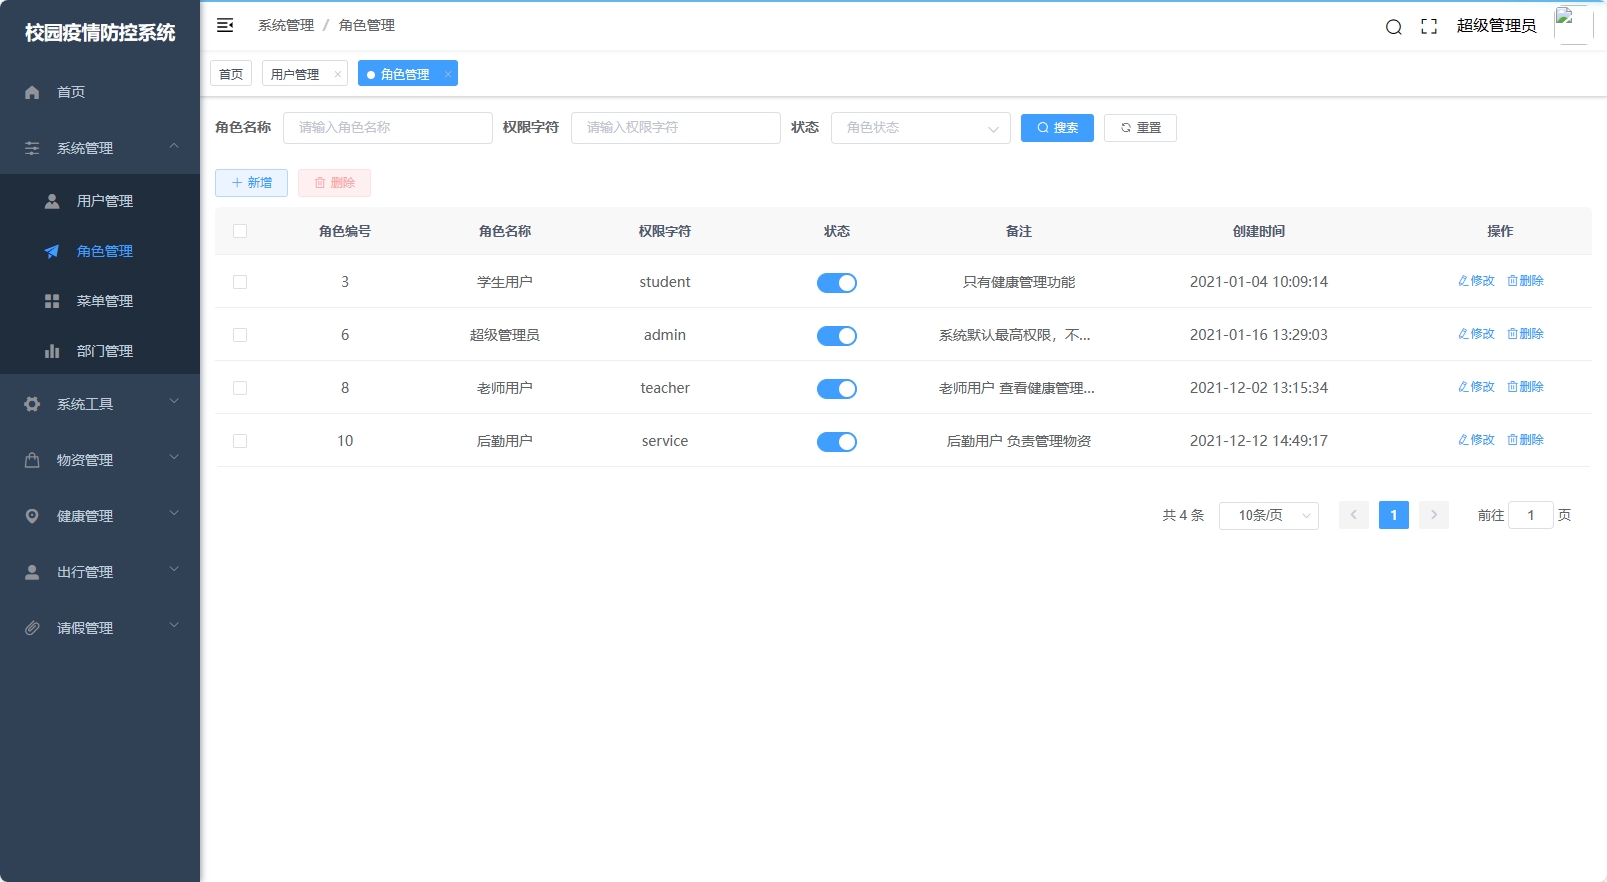 校园疫情防控系统
首页
系统管理
用户管理
角色管理
菜单管理
部门管理
系统工具
物资管理
健康管理
出行管理
请假管理
系统管理 / 角色管理
超级管理员
首页 用户管理 × 角色管理 ×
角色名称 请输入角色名称 权限字符 请输入权限字符 状态 角色状态 搜索 重置
+ 新增 删除
角色编号 角色名称 权限字符 状态 备注 创建时间 操作
3 学生用户 student 只有健康管理功能 2021-01-04 10:09:14 修改 删除
6 超级管理员 admin 系统默认最高权限，不... 2021-01-16 13:29:03 修改 删除
8 老师用户 teacher 老师用户 查看健康管理... 2021-12-02 13:15:34 修改 删除
10 后勤用户 service 后勤用户 负责管理物资 2021-12-12 14:49:17 修改 删除
共 4 条 10条/页 < 1 > 前往 1 页